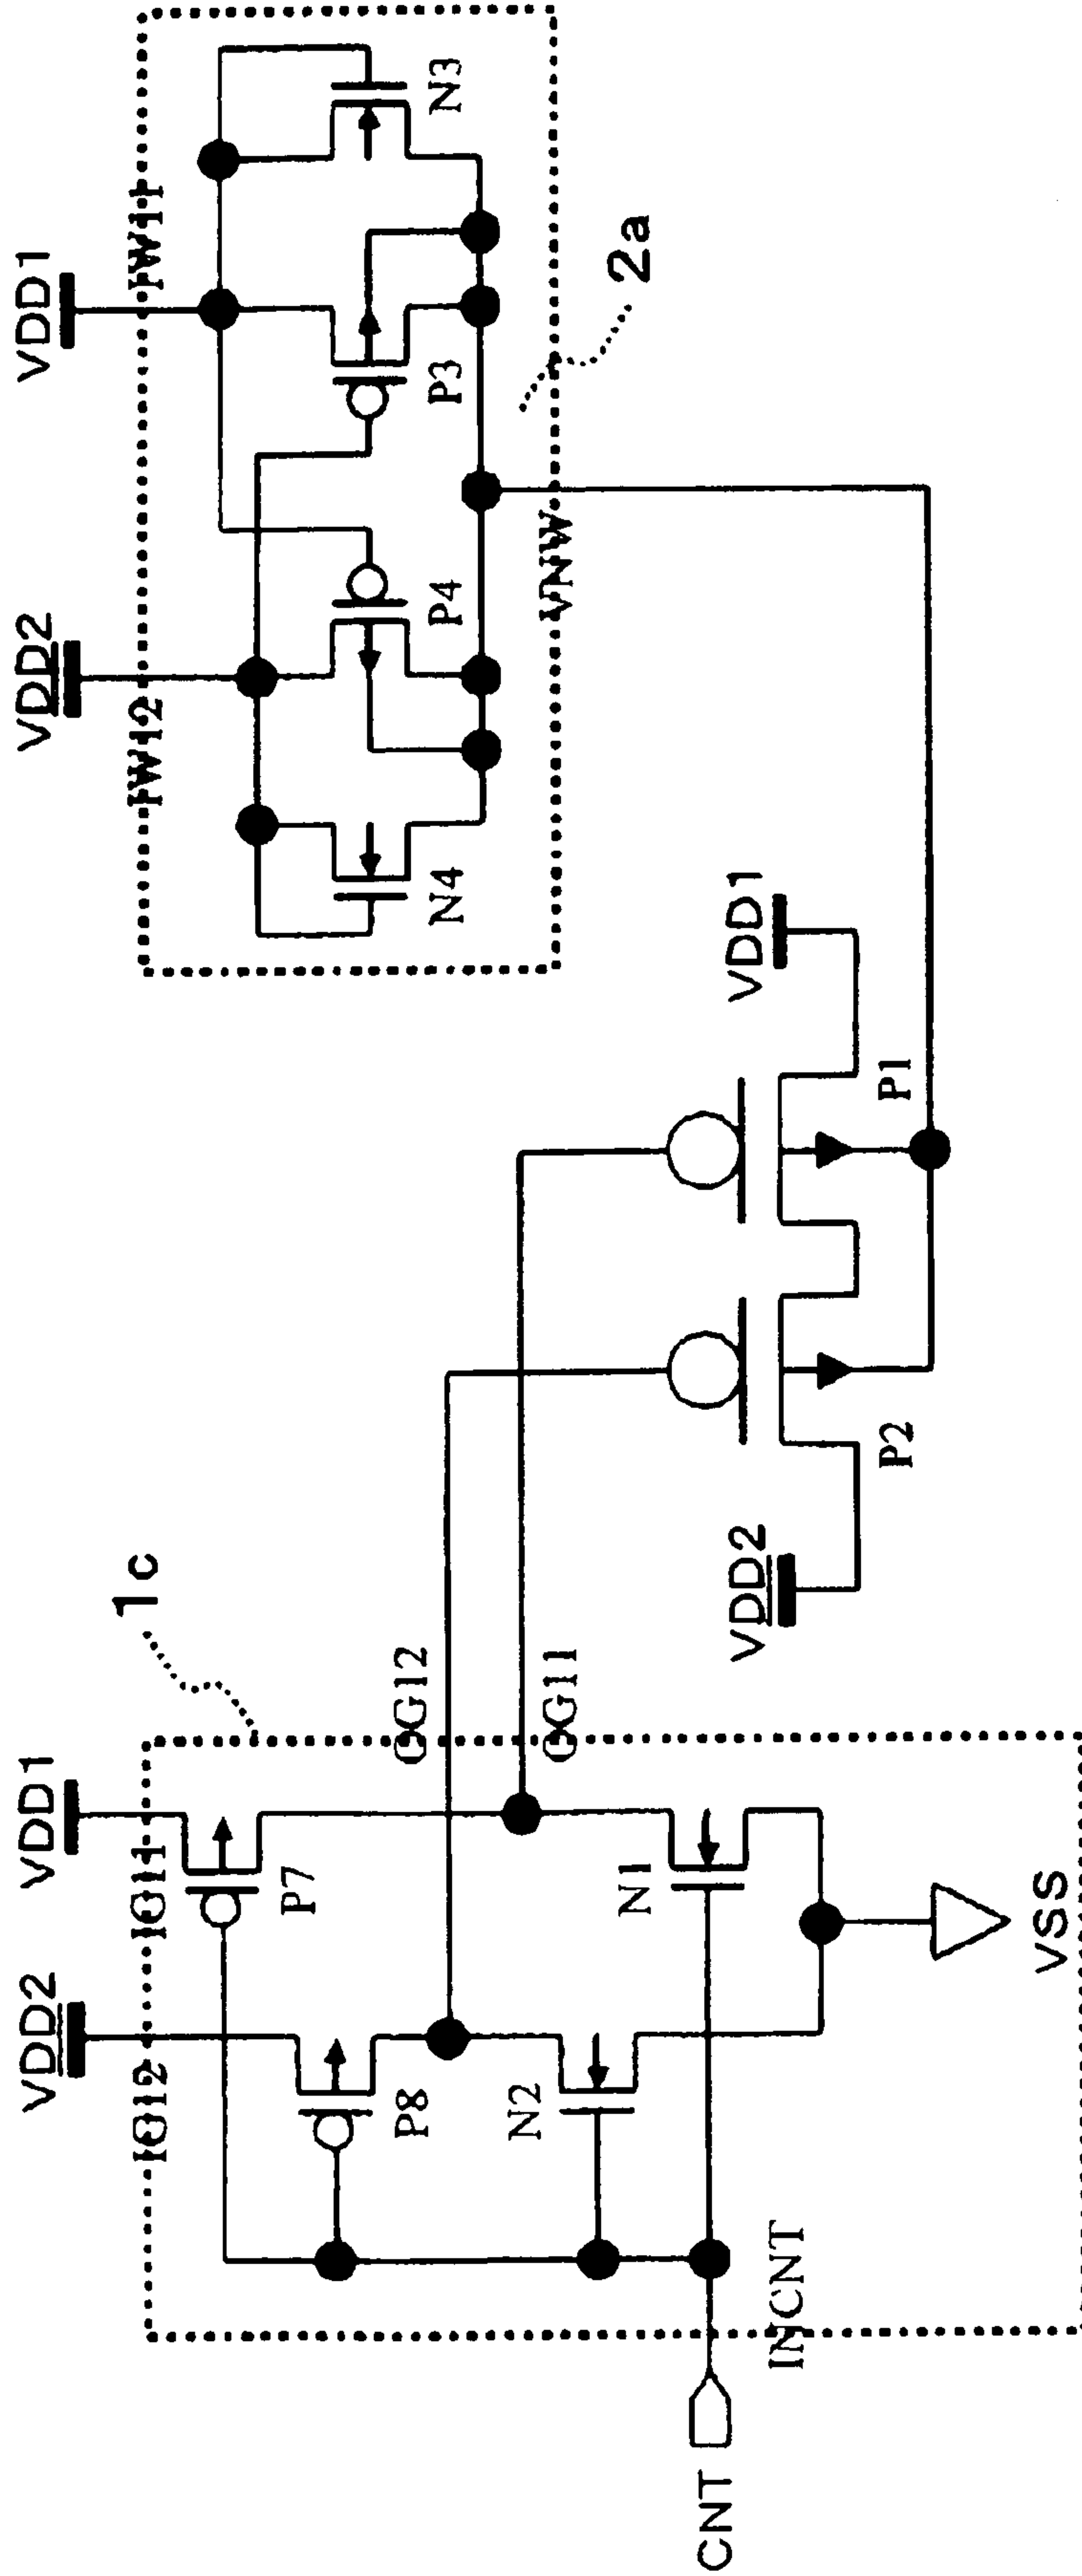 VDD2
VDD1
VDD2
VDD1
IG12
IG11
1c
IW12
IW11
P7
P8
N2
N1
OG12
OG11
N4
P4
P3
N3
VNW
2a
CNT
INCNT
VSS
VDD2
VDD1
P2
P1